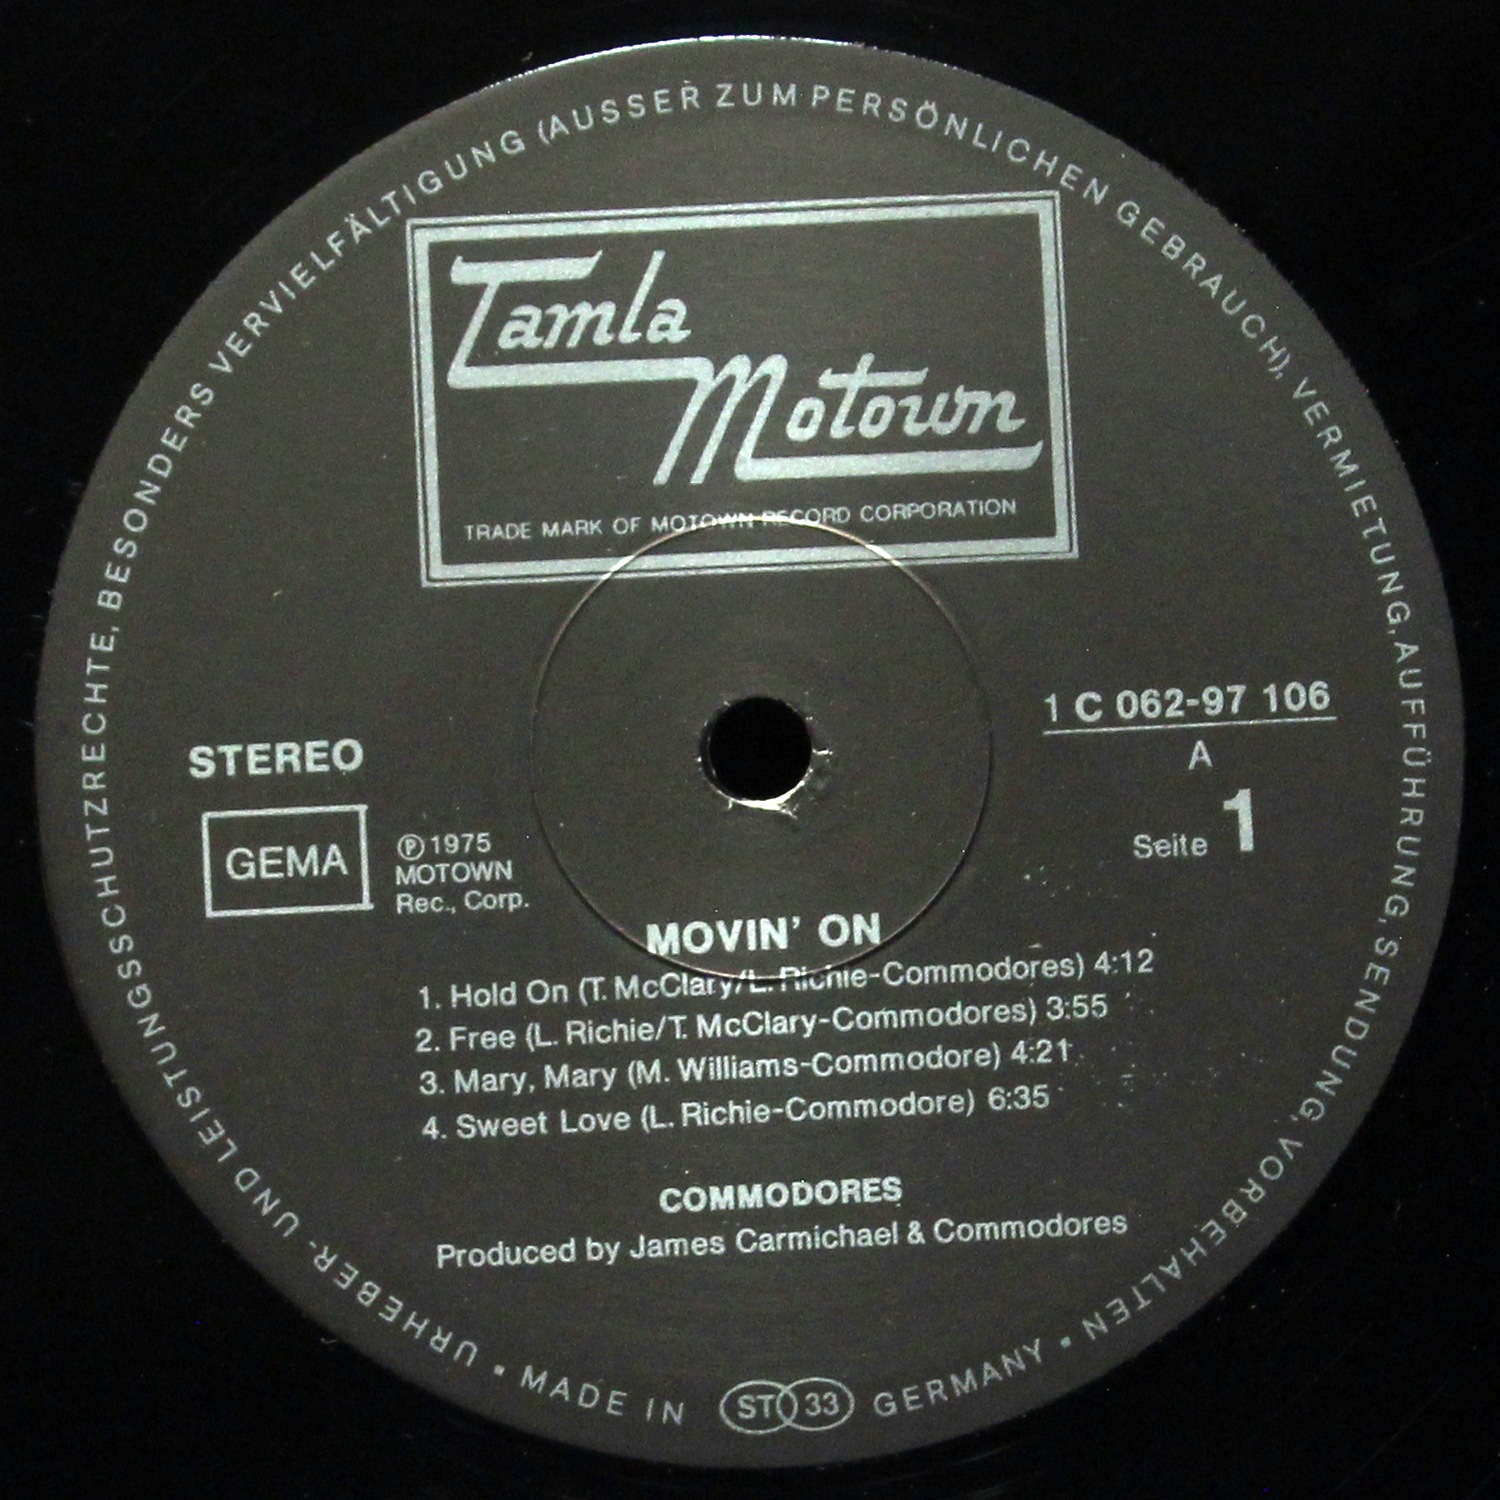 URHEBER- UND LEISTUNGSSCHUTZRECHTE, BESONDERS VERVIELFÄLTIGUNG (AUSSER ZUM PERSÖNLICHEN GEBRAUCH), VERMIETUNG, AUFFÜHRUNG, SENDUNG, VORBEHALTEN •
Tamla
Motown
TRADE MARK OF MOTOWN RECORD CORPORATION
1 C 062-97 106
A
Seite 1
STEREO
GEMA
℗ 1975
MOTOWN
Rec., Corp.
MOVIN' ON
1. Hold On (T. McClary/L. Richie-Commodores) 4:12
2. Free (L. Richie/T. McClary-Commodores) 3:55
3. Mary, Mary (M. Williams-Commodore) 4:21
4. Sweet Love (L. Richie-Commodore) 6:35
COMMODORES
Produced by James Carmichael & Commodores
• MADE IN ST 33 GERMANY